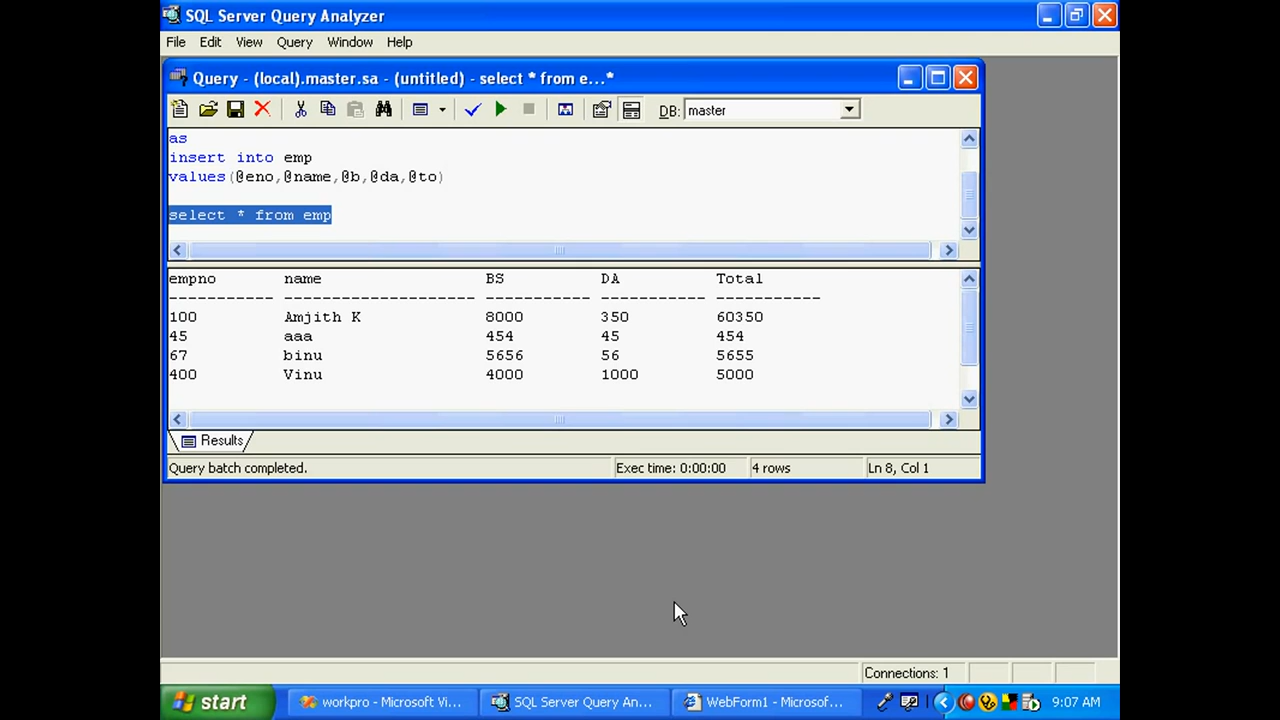 SQL Server Query Analyzer
File Edit View Query Window Help
Query - (local).master.sa - (untitled) - select * from e...*
DB: master
as
insert into emp
values(@eno,@name,@b,@da,@to)
select * from emp
empno name BS DA Total
----------- -------------------- ----------- ----------- -----------
100 Amjith K 8000 350 60350
45 aaa 454 45 454
67 binu 5656 56 5655
400 Vinu 4000 1000 5000
Results
Query batch completed. Exec time: 0:00:00 4 rows Ln 8, Col 1
Connections: 1
start workpro - Microsoft Vi... SQL Server Query An... WebForm1 - Microsof... 9:07 AM